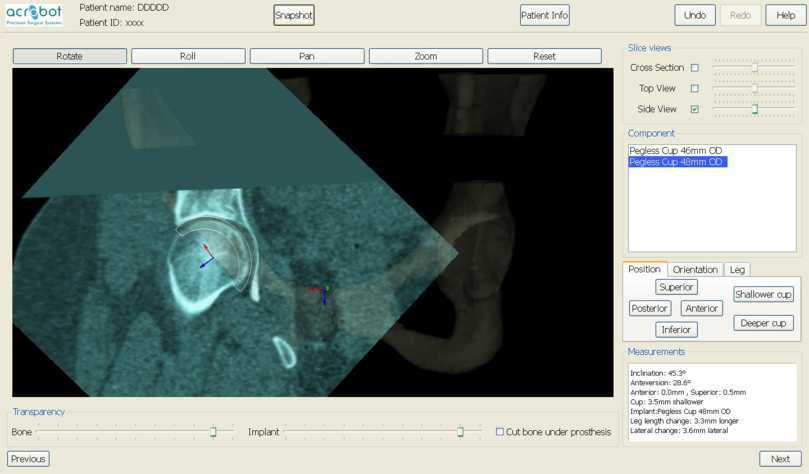 acrobot
Precision Surgical Systems
Patient name: DDDDD
Patient ID: xxxx
Snapshot
Patient Info
Undo
Redo
Help
Rotate
Roll
Pan
Zoom
Reset
Slice views
Cross Section
Top View
Side View
Component
Pegless Cup 46mm OD
Pegless Cup 48mm OD
Position
Orientation
Leg
Superior
Shallower cup
Posterior
Anterior
Deeper cup
Inferior
Measurements
Inclination: 45.3º
Anteversion: 28.6º
Anterior: 0.0mm , Superior: 0.5mm
Cup: 3.5mm shallower
Implant:Pegless Cup 48mm OD
Leg length change: 3.3mm longer
Lateral change: 3.6mm lateral
Transparency
Bone
Implant
Cut bone under prosthesis
Previous
Next